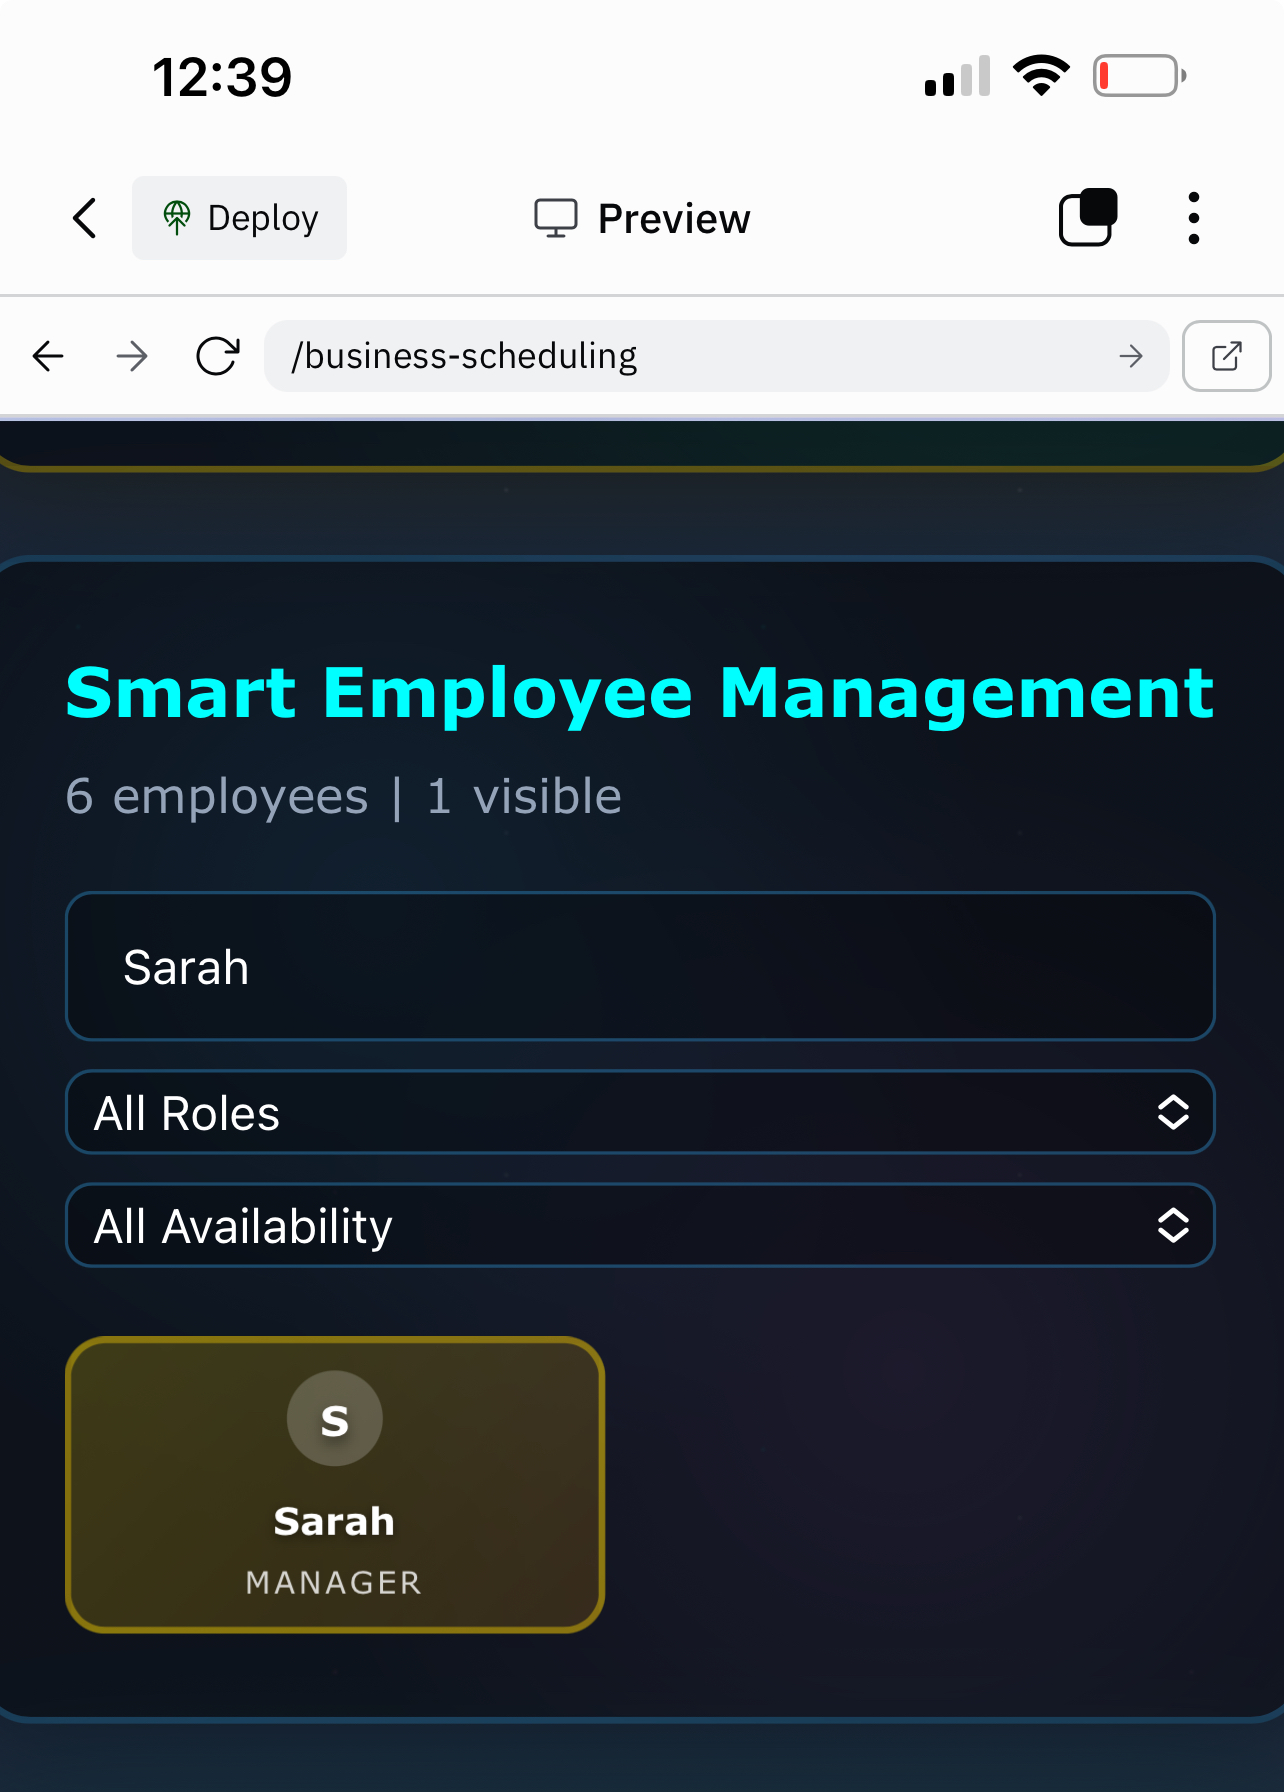 12:39
Deploy
Preview
/business-scheduling
Smart Employee Management
6 employees | 1 visible
Sarah
All Roles
All Availability
S
Sarah
MANAGER